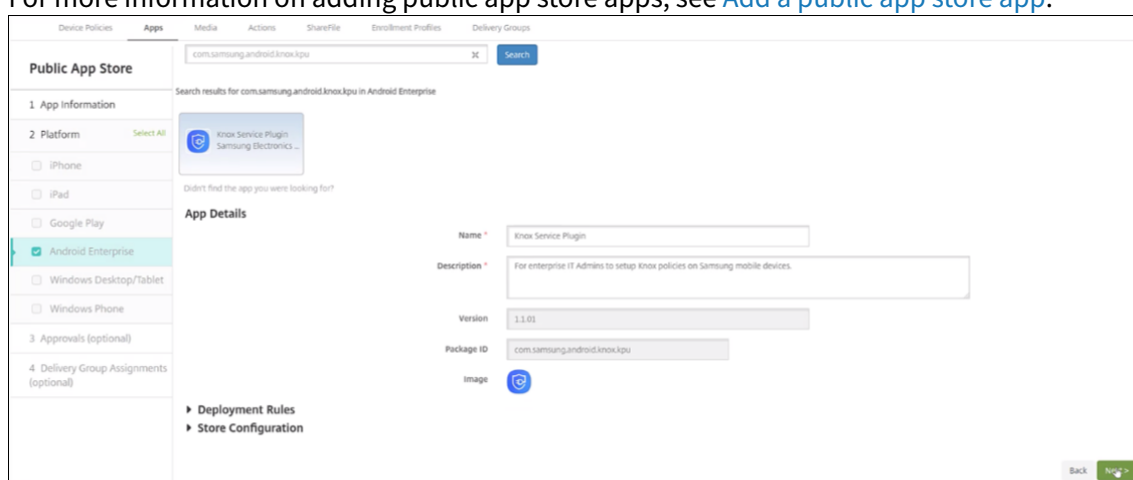 For more information on adding public app store apps, see Add a public app store app.
Device Policies Apps Media Actions ShareFile Enrollment Profiles Delivery Groups
Public App Store
1 App Information
2 Platform Select All
iPhone
iPad
Google Play
Android Enterprise
Windows Desktop/Tablet
Windows Phone
3 Approvals (optional)
4 Delivery Group Assignments
(optional)
com.samsung.android.knox.kpu Search
Search results for com.samsung.android.knox.kpu in Android Enterprise
Knox Service Plugin
Samsung Electronics ...
Didn't find the app you were looking for?
App Details
Name * Knox Service Plugin
Description * For enterprise IT Admins to setup Knox policies on Samsung mobile devices.
Version 1.1.01
Package ID com.samsung.android.knox.kpu
Image
Deployment Rules
Store Configuration
Back Next >